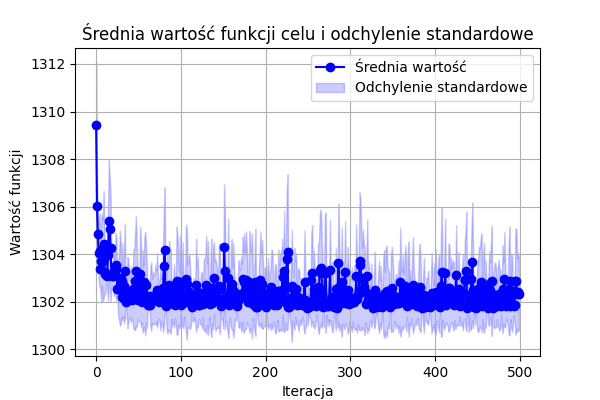 Średnia wartość funkcji celu i odchylenie standardowe
Średnia wartość
Odchylenie standardowe
Wartość funkcji
1312
1310
1308
1306
1304
1302
1300
0 100 200 300 400 500
Iteracja